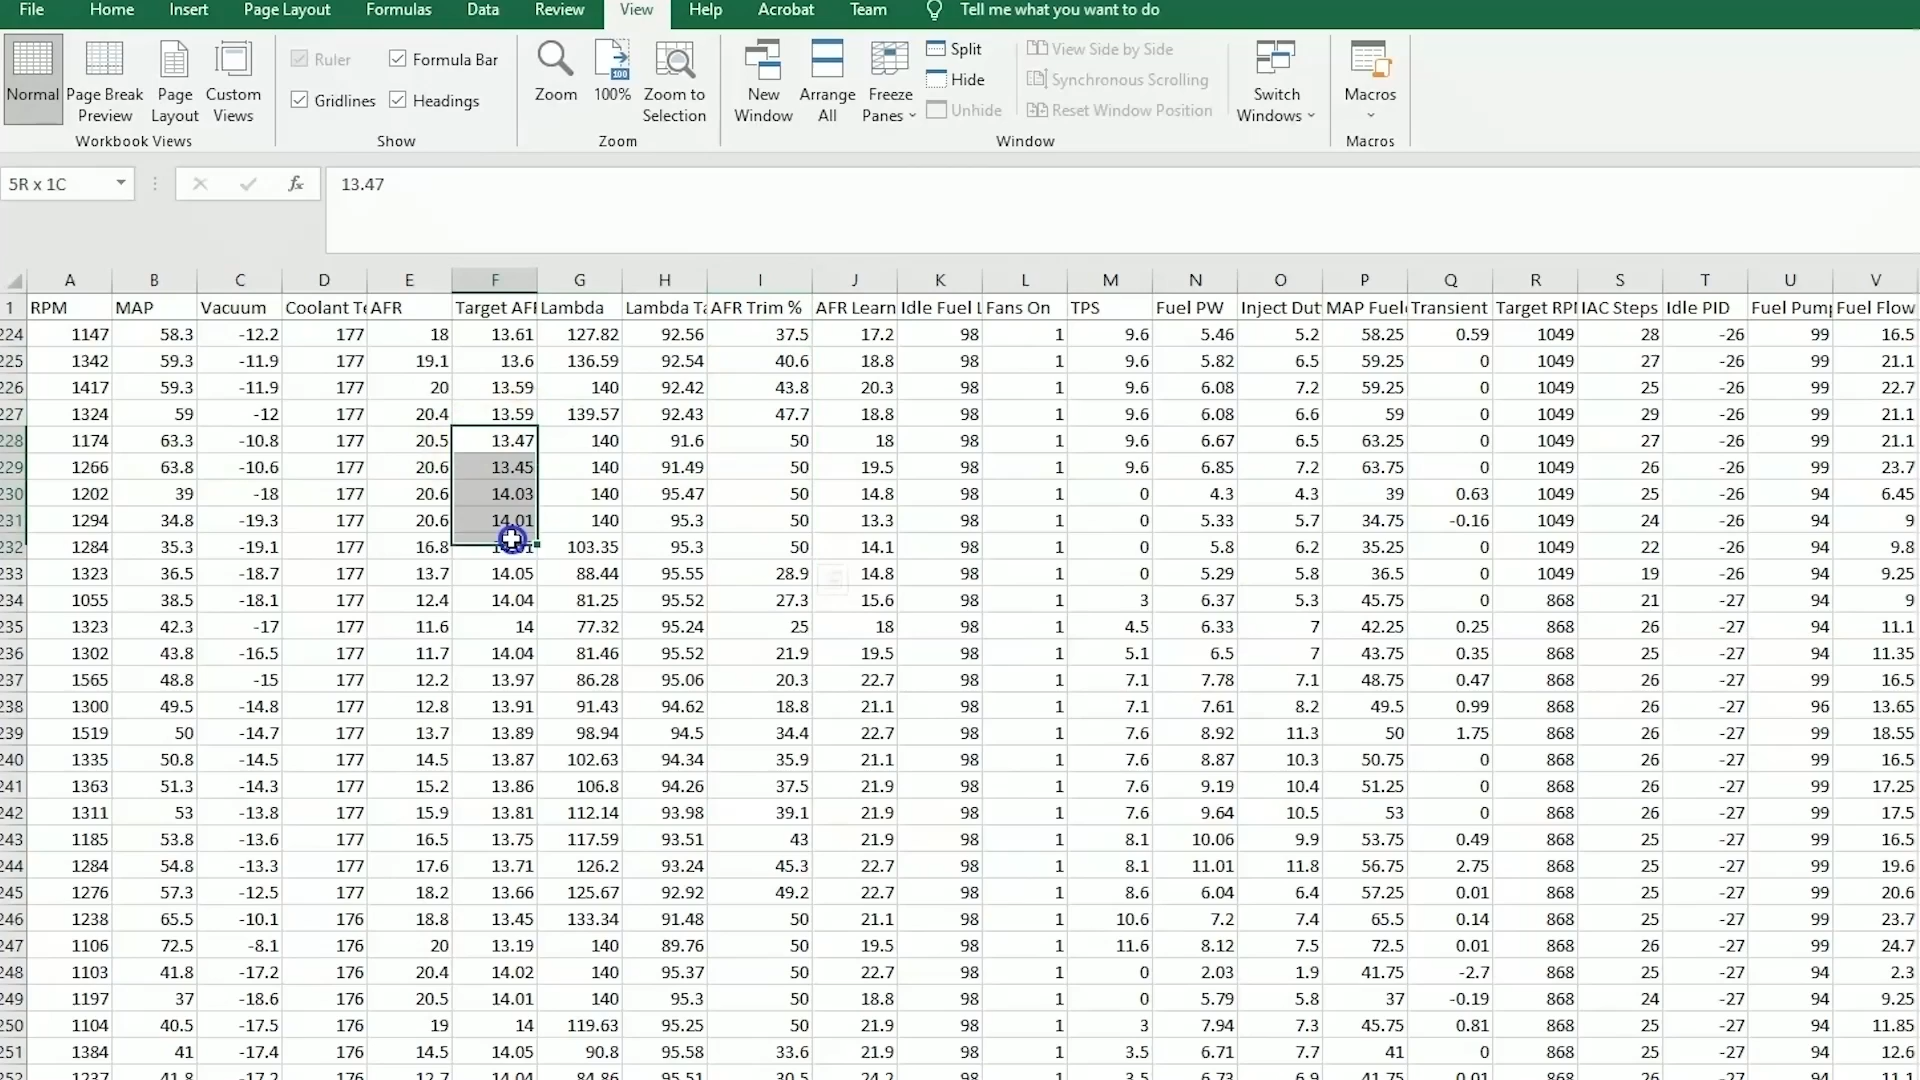 File Home Insert Page Layout Formulas Data Review View Help Acrobat Team Tell me what you want to do
Normal Page Break Preview Page Layout Custom Views
Workbook Views
Ruler Formula Bar
Gridlines Headings
Show
Zoom 100% Zoom to Selection
Zoom
New Window Arrange All Freeze Panes Split Hide Unhide
View Side by Side
Synchronous Scrolling
Reset Window Position
Switch Windows
Window
Macros
Macros
5R x 1C fx 13.47
A B C D E F G H I J K L M N O P Q R S T U V
1 RPM MAP Vacuum Coolant Te AFR Target AFI Lambda Lambda Ta AFR Trim % AFR Learn Idle Fuel L Fans On TPS Fuel PW Inject Dut MAP Fuel Transient Target RPI IAC Steps Idle PID Fuel Pum Fuel Flow
224 1147 58.3 -12.2 177 18 13.61 127.82 92.56 37.5 17.2 98 1 9.6 5.46 5.2 58.25 0.59 1049 28 -26 99 16.5
225 1342 59.3 -11.9 177 19.1 13.6 136.59 92.54 40.6 18.8 98 1 9.6 5.82 6.5 59.25 0 1049 27 -26 99 21.1
226 1417 59.3 -11.9 177 20 13.59 140 92.42 43.8 20.3 98 1 9.6 6.08 7.2 59.25 0 1049 25 -26 99 22.7
227 1324 59 -12 177 20.4 13.59 139.57 92.43 47.7 18.8 98 1 9.6 6.08 6.6 59 0 1049 29 -26 99 21.1
228 1174 63.3 -10.8 177 20.5 13.47 140 91.6 50 18 98 1 9.6 6.67 6.5 63.25 0 1049 27 -26 99 21.1
229 1266 63.8 -10.6 177 20.6 13.45 140 91.49 50 19.5 98 1 9.6 6.85 7.2 63.75 0 1049 26 -26 99 23.7
230 1202 39 -18 177 20.6 14.03 140 95.47 50 14.8 98 1 0 4.3 4.3 39 0.63 1049 25 -26 94 6.45
231 1294 34.8 -19.3 177 20.6 14.01 140 95.3 50 13.3 98 1 0 5.33 5.7 34.75 -0.16 1049 24 -26 94 9
232 1284 35.3 -19.1 177 16.8 103.35 95.3 50 14.1 98 1 0 5.8 6.2 35.25 0 1049 22 -26 94 9.8
233 1323 36.5 -18.7 177 13.7 14.05 88.44 95.55 28.9 14.8 98 1 0 5.29 5.8 36.5 0 1049 19 -26 94 9.25
234 1055 38.5 -18.1 177 12.4 14.04 81.25 95.52 27.3 15.6 98 1 3 6.37 5.3 45.75 0 868 21 -27 94 9
235 1323 42.3 -17 177 11.6 14 77.32 95.24 25 18 98 1 4.5 6.33 7 42.25 0.25 868 26 -27 94 11.1
236 1302 43.8 -16.5 177 11.7 14.04 81.46 95.52 21.9 19.5 98 1 5.1 6.5 7 43.75 0.35 868 25 -27 94 11.35
237 1565 48.8 -15 177 12.2 13.97 86.28 95.06 20.3 22.7 98 1 7.1 7.78 7.1 48.75 0.47 868 26 -27 99 16.5
238 1300 49.5 -14.8 177 12.8 13.91 91.43 94.62 18.8 21.1 98 1 7.1 7.61 8.2 49.5 0.99 868 26 -27 96 13.65
239 1519 50 -14.7 177 13.7 13.89 98.94 94.5 34.4 22.7 98 1 7.6 8.92 11.3 50 1.75 868 26 -27 99 18.55
240 1335 50.8 -14.5 177 14.5 13.87 102.63 94.34 35.9 21.1 98 1 7.6 8.87 10.3 50.75 0 868 26 -27 99 16.5
241 1363 51.3 -14.3 177 15.2 13.86 106.8 94.26 37.5 21.9 98 1 7.6 9.19 10.4 51.25 0 868 26 -27 99 17.25
242 1311 53 -13.8 177 15.9 13.81 112.14 93.98 39.1 21.9 98 1 7.6 9.64 10.5 53 0 868 26 -27 99 17.5
243 1185 53.8 -13.6 177 16.5 13.75 117.59 93.51 43 21.9 98 1 8.1 10.06 9.9 53.75 0.49 868 25 -27 99 16.5
244 1284 54.8 -13.3 177 17.6 13.71 126.2 93.24 45.3 22.7 98 1 8.1 11.01 11.8 56.75 2.75 868 25 -27 99 19.6
245 1276 57.3 -12.5 177 18.2 13.66 125.67 92.92 49.2 22.7 98 1 8.6 6.04 6.4 57.25 0.01 868 25 -27 99 20.6
246 1238 65.5 -10.1 176 18.8 13.45 133.34 91.48 50 21.1 98 1 10.6 7.2 7.4 65.5 0.14 868 25 -27 99 23.7
247 1106 72.5 -8.1 176 20 13.19 140 89.76 50 19.5 98 1 11.6 8.12 7.5 72.5 0.01 868 26 -27 99 24.7
248 1103 41.8 -17.2 176 20.4 14.02 140 95.37 50 22.7 98 1 0 2.03 1.9 41.75 -2.7 868 25 -27 94 2.3
249 1197 37 -18.6 176 20.5 14.01 140 95.3 50 18.8 98 1 0 5.79 5.8 37 -0.19 868 24 -27 94 9.25
250 1104 40.5 -17.5 176 19 14 119.63 95.25 50 21.9 98 1 3 7.94 7.3 45.75 0.81 868 25 -27 94 11.85
251 1384 41 -17.4 176 14.5 14.05 90.8 95.58 33.6 21.9 98 1 3.5 6.71 7.7 41 0 868 25 -27 94 12.6
252 1237 41.8 -17.2 176 12.7 14.04 84.86 95.51 30.5 24.2 98 1 3.5 6.73 6.9 41.75 0.01 868 26 -27 94 11.1